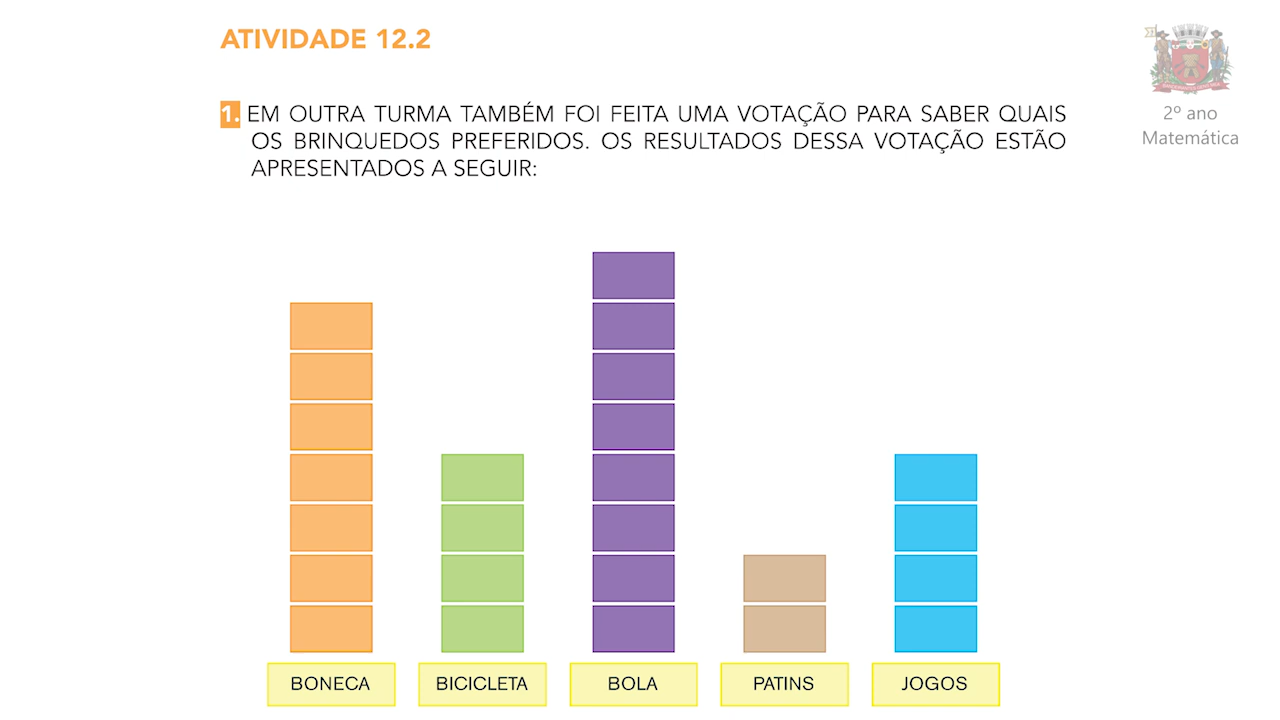 ATIVIDADE 12.2
2º ano
Matemática
1. EM OUTRA TURMA TAMBÉM FOI FEITA UMA VOTAÇÃO PARA SABER QUAIS
OS BRINQUEDOS PREFERIDOS. OS RESULTADOS DESSA VOTAÇÃO ESTÃO
APRESENTADOS A SEGUIR:
BONECA
BICICLETA
BOLA
PATINS
JOGOS